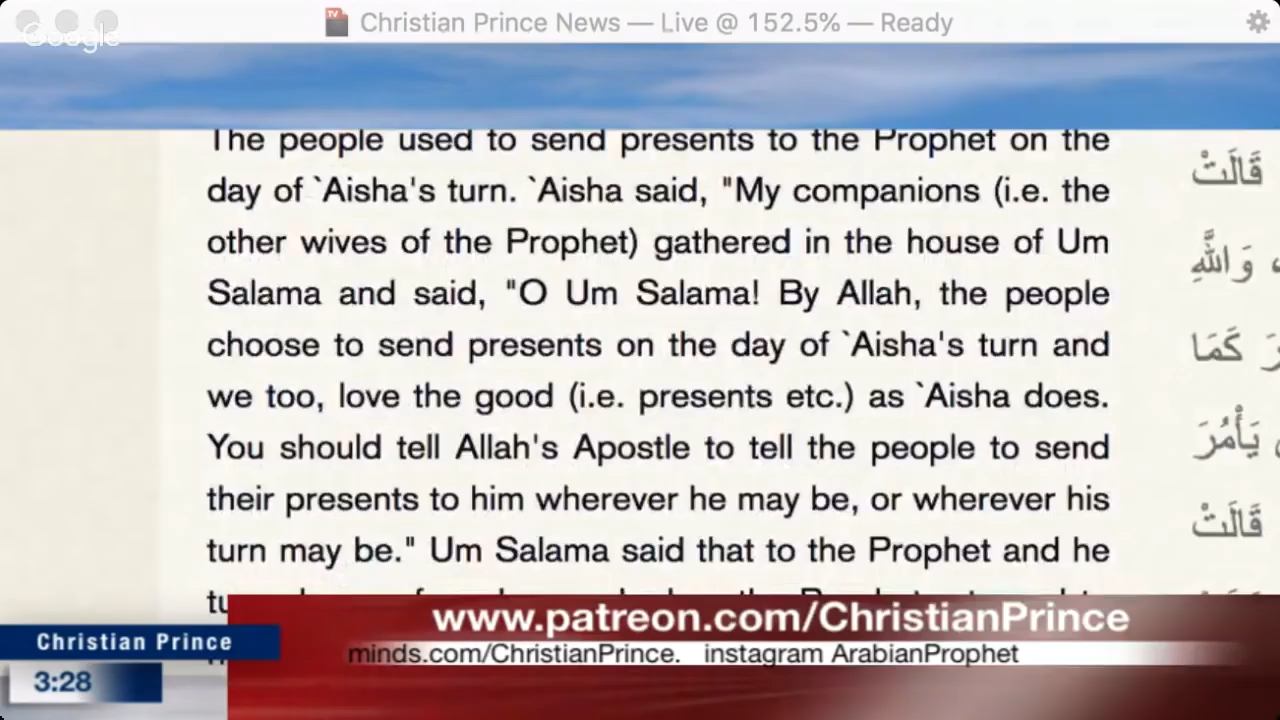 Christian Prince News — Live @ 152.5% — Ready
TV
Google
The people used to send presents to the Prophet on the
day of `Aisha's turn. `Aisha said, "My companions (i.e. the
other wives of the Prophet) gathered in the house of Um
Salama and said, "O Um Salama! By Allah, the people
choose to send presents on the day of `Aisha's turn and
we too, love the good (i.e. presents etc.) as `Aisha does.
You should tell Allah's Apostle to tell the people to send
their presents to him wherever he may be, or wherever his
turn may be." Um Salama said that to the Prophet and he
قَالَتْ
وَاللَّهِ
كَمَا
يَأْمُرَ
قَالَتْ
www.patreon.com/ChristianPrince
Christian Prince
minds.com/ChristianPrince. instagram ArabianProphet
3:28